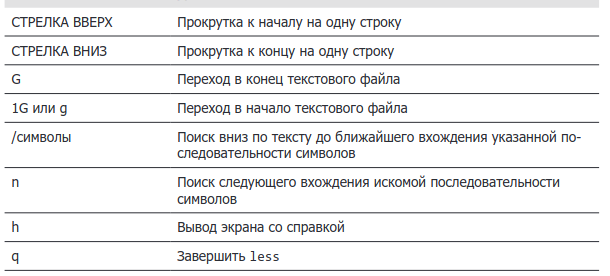 СТРЕЛКА ВВЕРХ Прокрутка к началу на одну строку
СТРЕЛКА ВНИЗ Прокрутка к концу на одну строку
G Переход в конец текстового файла
1G или g Переход в начало текстового файла
/символы Поиск вниз по тексту до ближайшего вхождения указанной по-
следовательности символов
n Поиск следующего вхождения искомой последовательности
символов
h Вывод экрана со справкой
q Завершить less